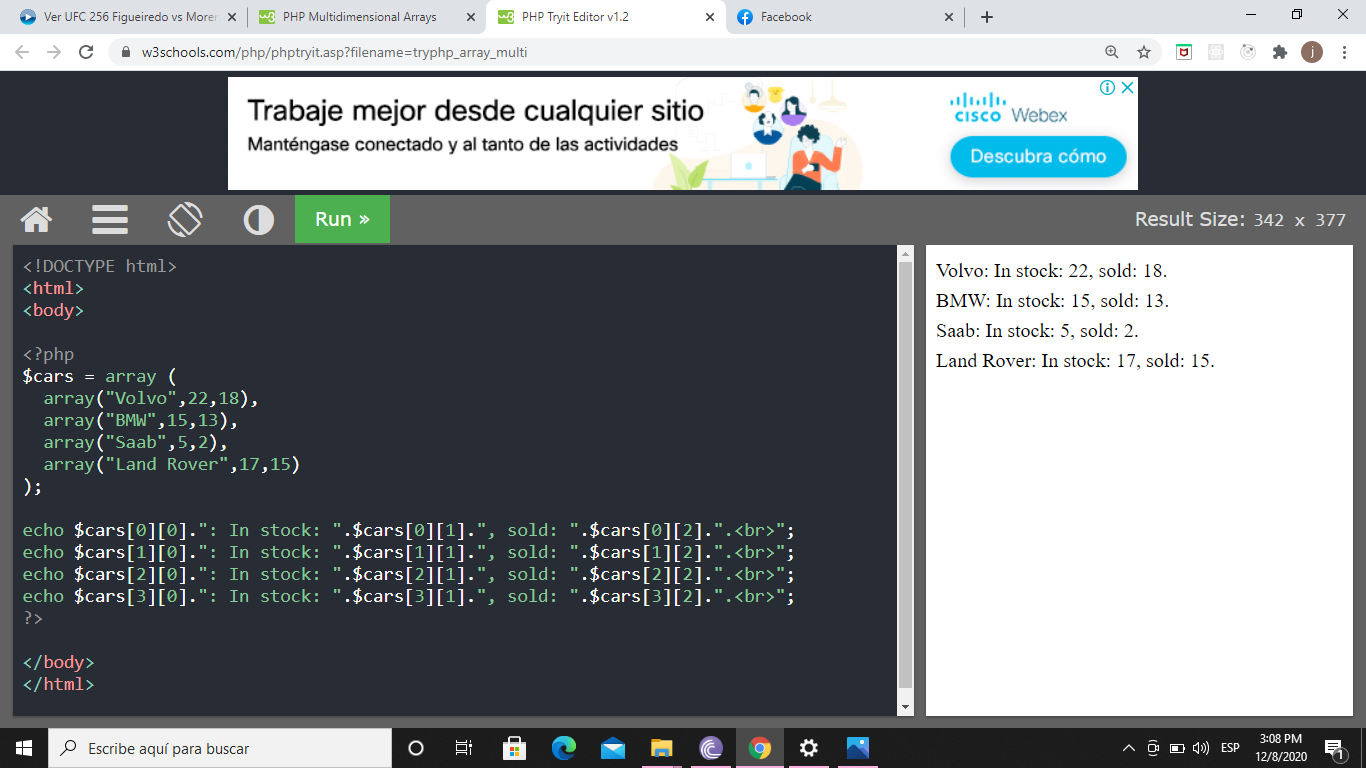 Ver UFC 256 Figueiredo vs Moren
PHP Multidimensional Arrays
PHP Tryit Editor v1.2
Facebook
w3schools.com/php/phptryit.asp?filename=tryphp_array_multi
j
Trabaje mejor desde cualquier sitio
Manténgase conectado y al tanto de las actividades
CISCO Webex
Descubra cómo
Run »
Result Size: 342 x 377
<!DOCTYPE html>
<html>
<body>
<?php
$cars = array (
  array("Volvo",22,18),
  array("BMW",15,13),
  array("Saab",5,2),
  array("Land Rover",17,15)
);
echo $cars[0][0].": In stock: ".$cars[0][1].", sold: ".$cars[0][2].".<br>";
echo $cars[1][0].": In stock: ".$cars[1][1].", sold: ".$cars[1][2].".<br>";
echo $cars[2][0].": In stock: ".$cars[2][1].", sold: ".$cars[2][2].".<br>";
echo $cars[3][0].": In stock: ".$cars[3][1].", sold: ".$cars[3][2].".<br>";
?>
</body>
</html>
Volvo: In stock: 22, sold: 18.
BMW: In stock: 15, sold: 13.
Saab: In stock: 5, sold: 2.
Land Rover: In stock: 17, sold: 15.
Escribe aquí para buscar
ESP
3:08 PM
12/8/2020
1